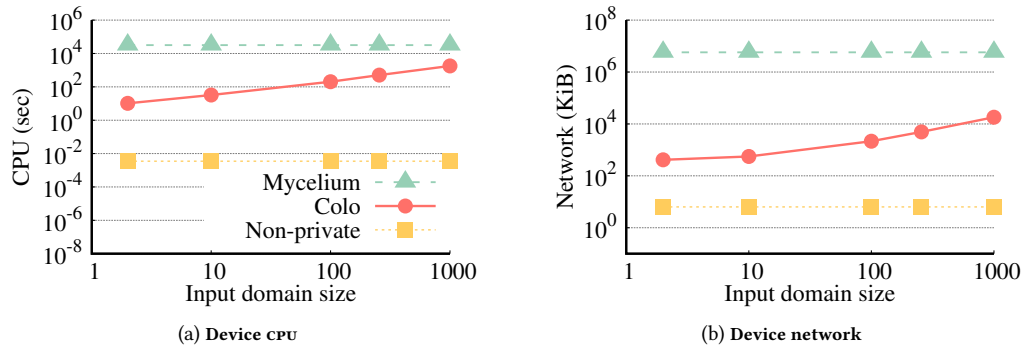 10^6
10^4
10^2
10^0
10^-2
10^-4
10^-6
10^-8
CPU (sec)
Mycelium
Colo
Non-private
1 10 100 1000
Input domain size
(a) Device CPU
10^8
10^6
10^4
10^2
10^0
Network (KiB)
1 10 100 1000
Input domain size
(b) Device network